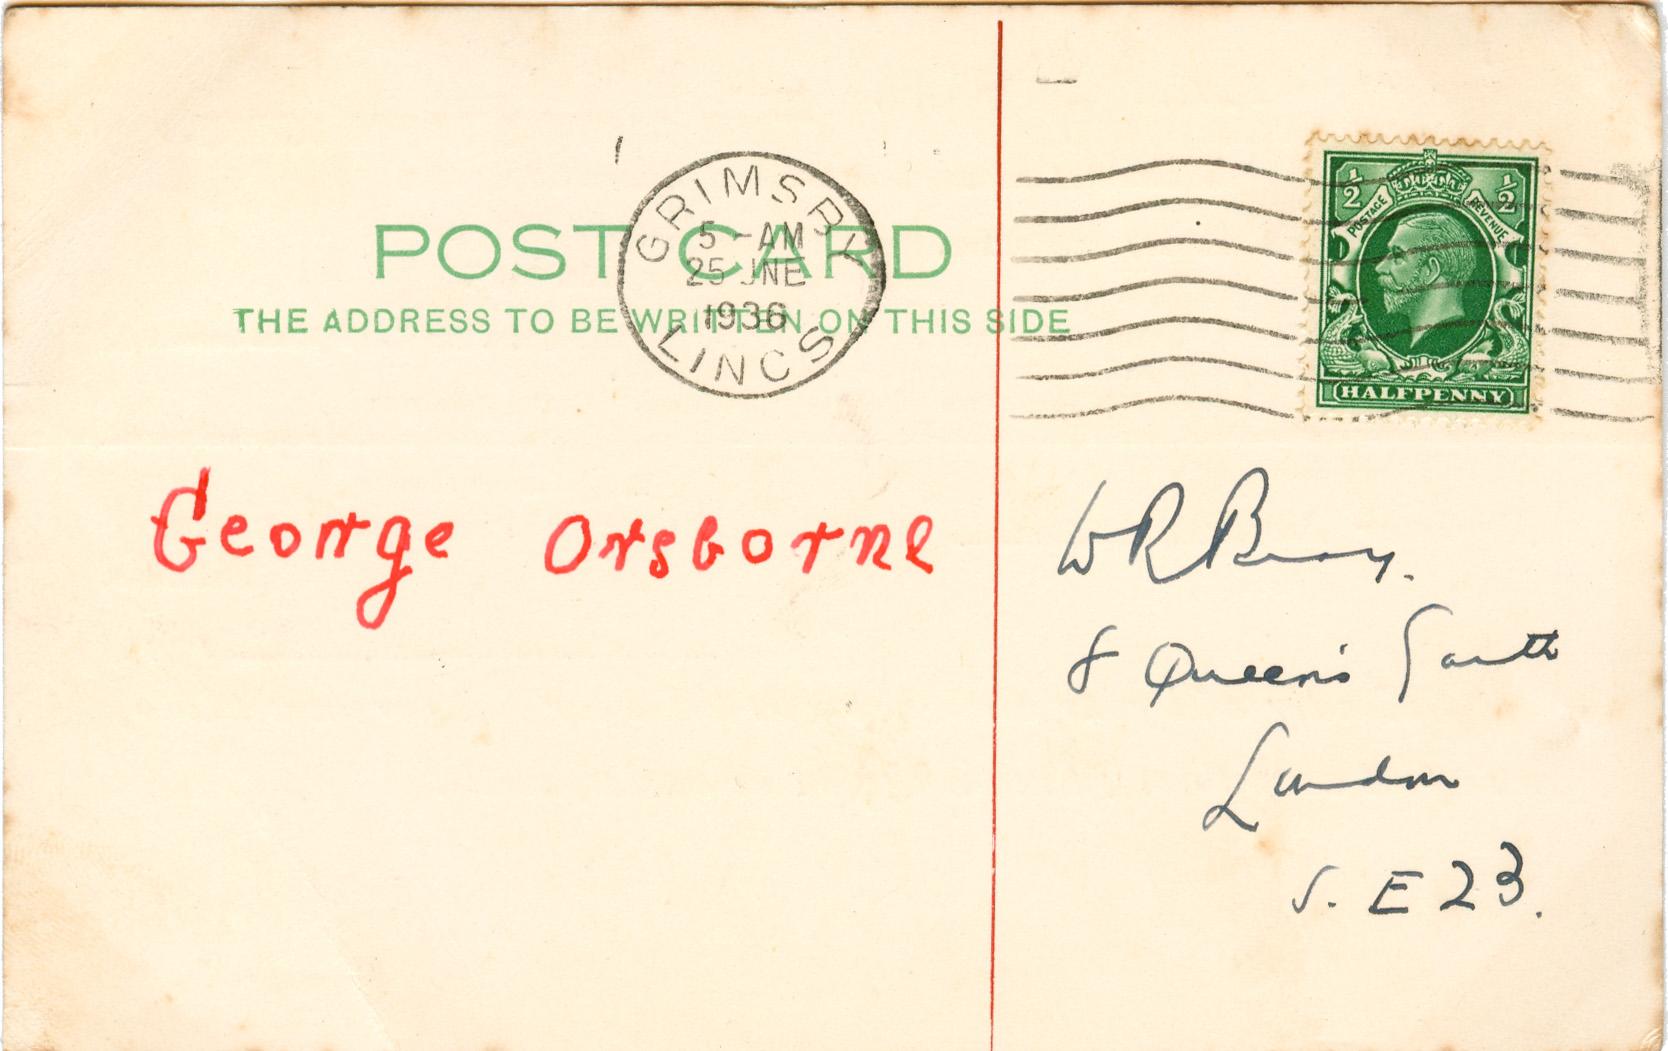 POST CARD
THE ADDRESS TO BE WRITTEN ON THIS SIDE
GRIMSBY
5 - AM
25 JNE
1936
LINCS
½ ½
POSTAGE REVENUE
HALFPENNY
George Orsborne
W R Bray.
8 Queen's Garth
London
S. E 23.